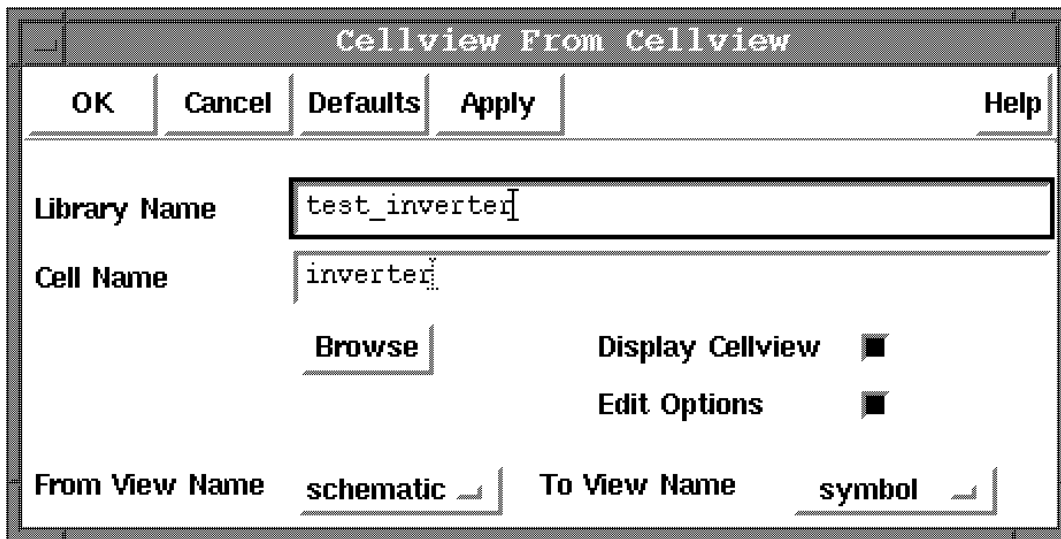 Cellview From Cellview
OK Cancel Defaults Apply Help
Library Name test_inverter
Cell Name inverter
Browse Display Cellview
Edit Options
From View Name schematic To View Name symbol